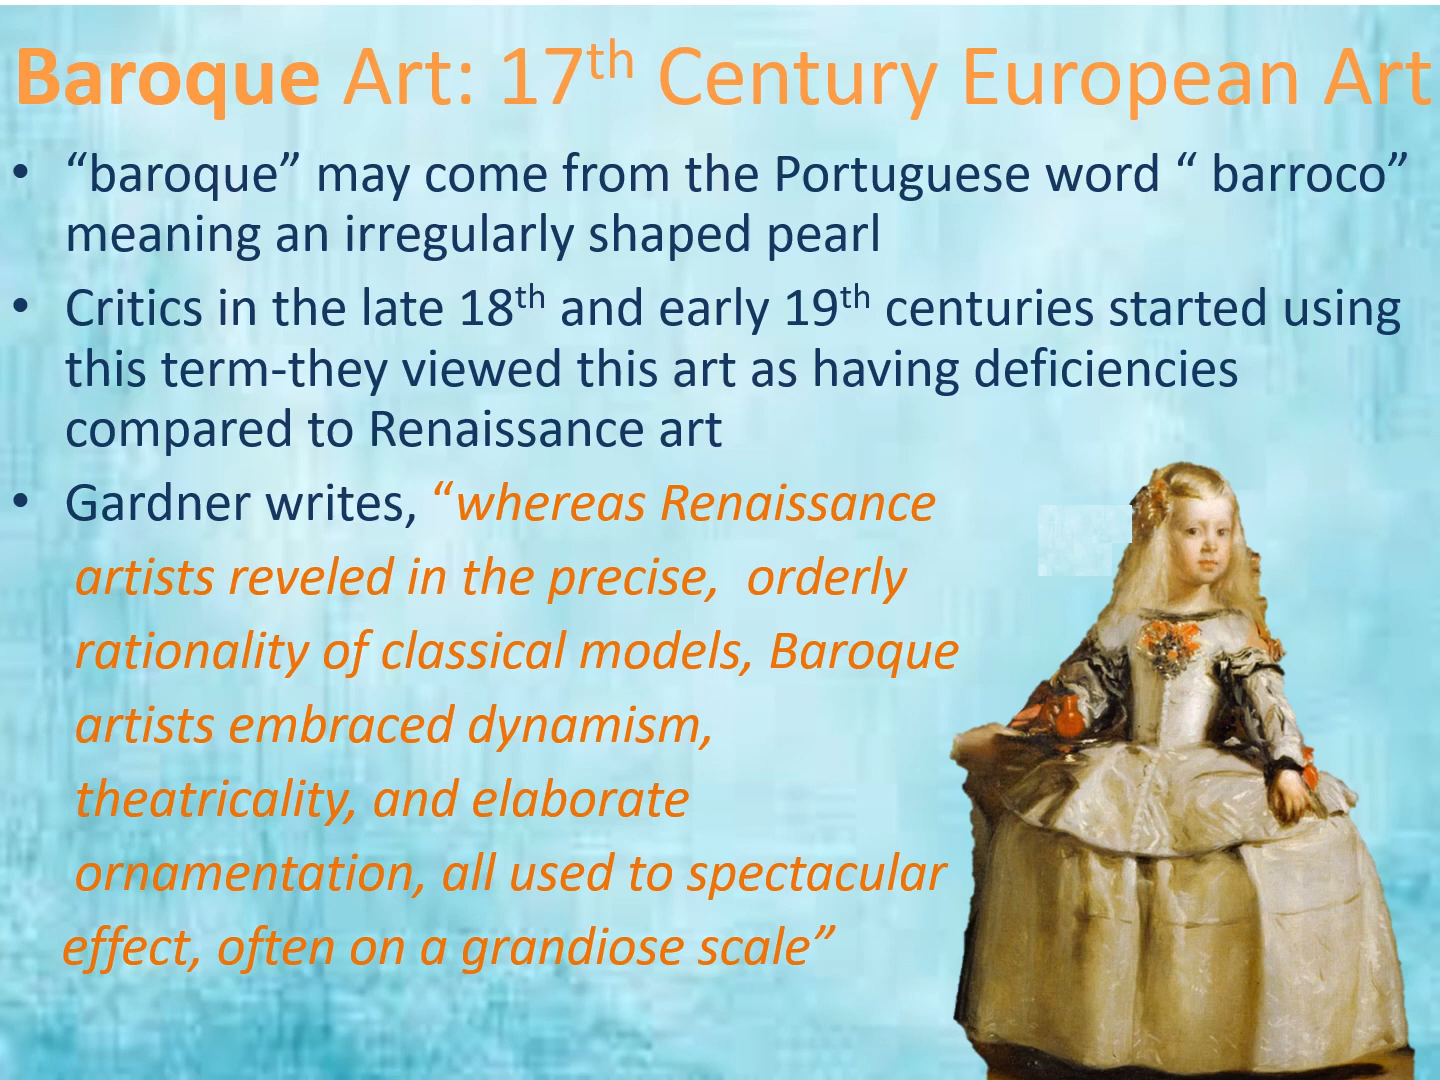 Baroque Art: 17th Century European Art
• “baroque” may come from the Portuguese word “ barroco”
meaning an irregularly shaped pearl
• Critics in the late 18th and early 19th centuries started using
this term-they viewed this art as having deficiencies
compared to Renaissance art
• Gardner writes, “whereas Renaissance
artists reveled in the precise,  orderly
rationality of classical models, Baroque
artists embraced dynamism,
theatricality, and elaborate
ornamentation, all used to spectacular
effect, often on a grandiose scale”